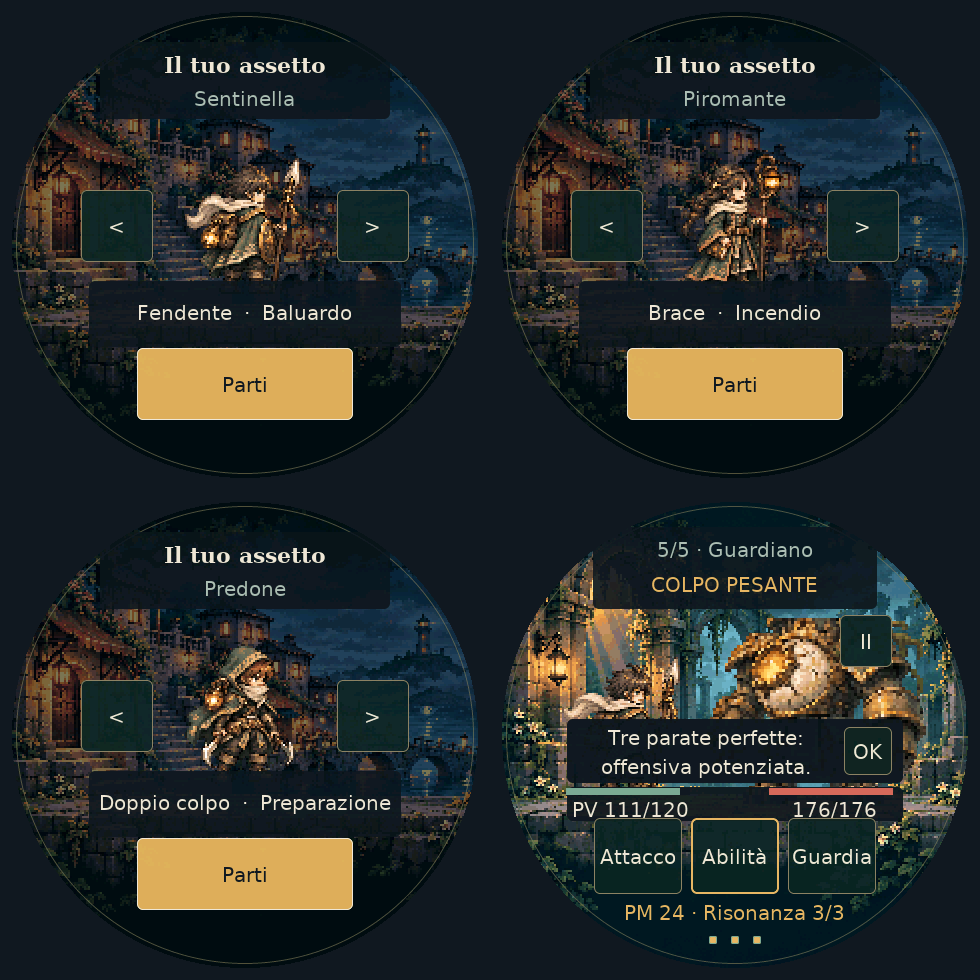 Il tuo assetto
Sentinella
<
>
Fendente · Baluardo
Parti
Il tuo assetto
Piromante
<
>
Brace · Incendio
Parti
Il tuo assetto
Predone
<
>
Doppio colpo · Preparazione
Parti
5/5 · Guardiano
COLPO PESANTE
II
Tre parate perfette:
offensiva potenziata.
OK
PV 111/120
176/176
Attacco
Abilità
Guardia
PM 24 · Risonanza 3/3